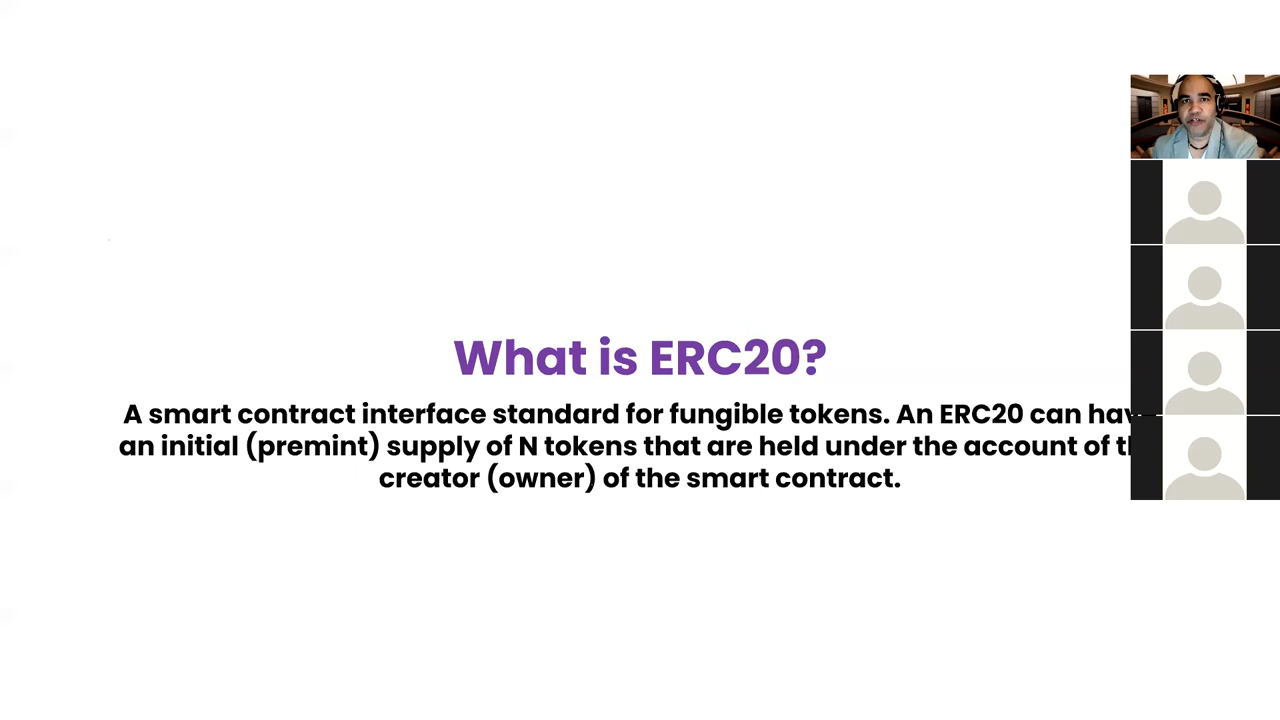 What is ERC20?
A smart contract interface standard for fungible tokens. An ERC20 can
an initial (premint) supply of N tokens that are held under the account of
creator (owner) of the smart contract.